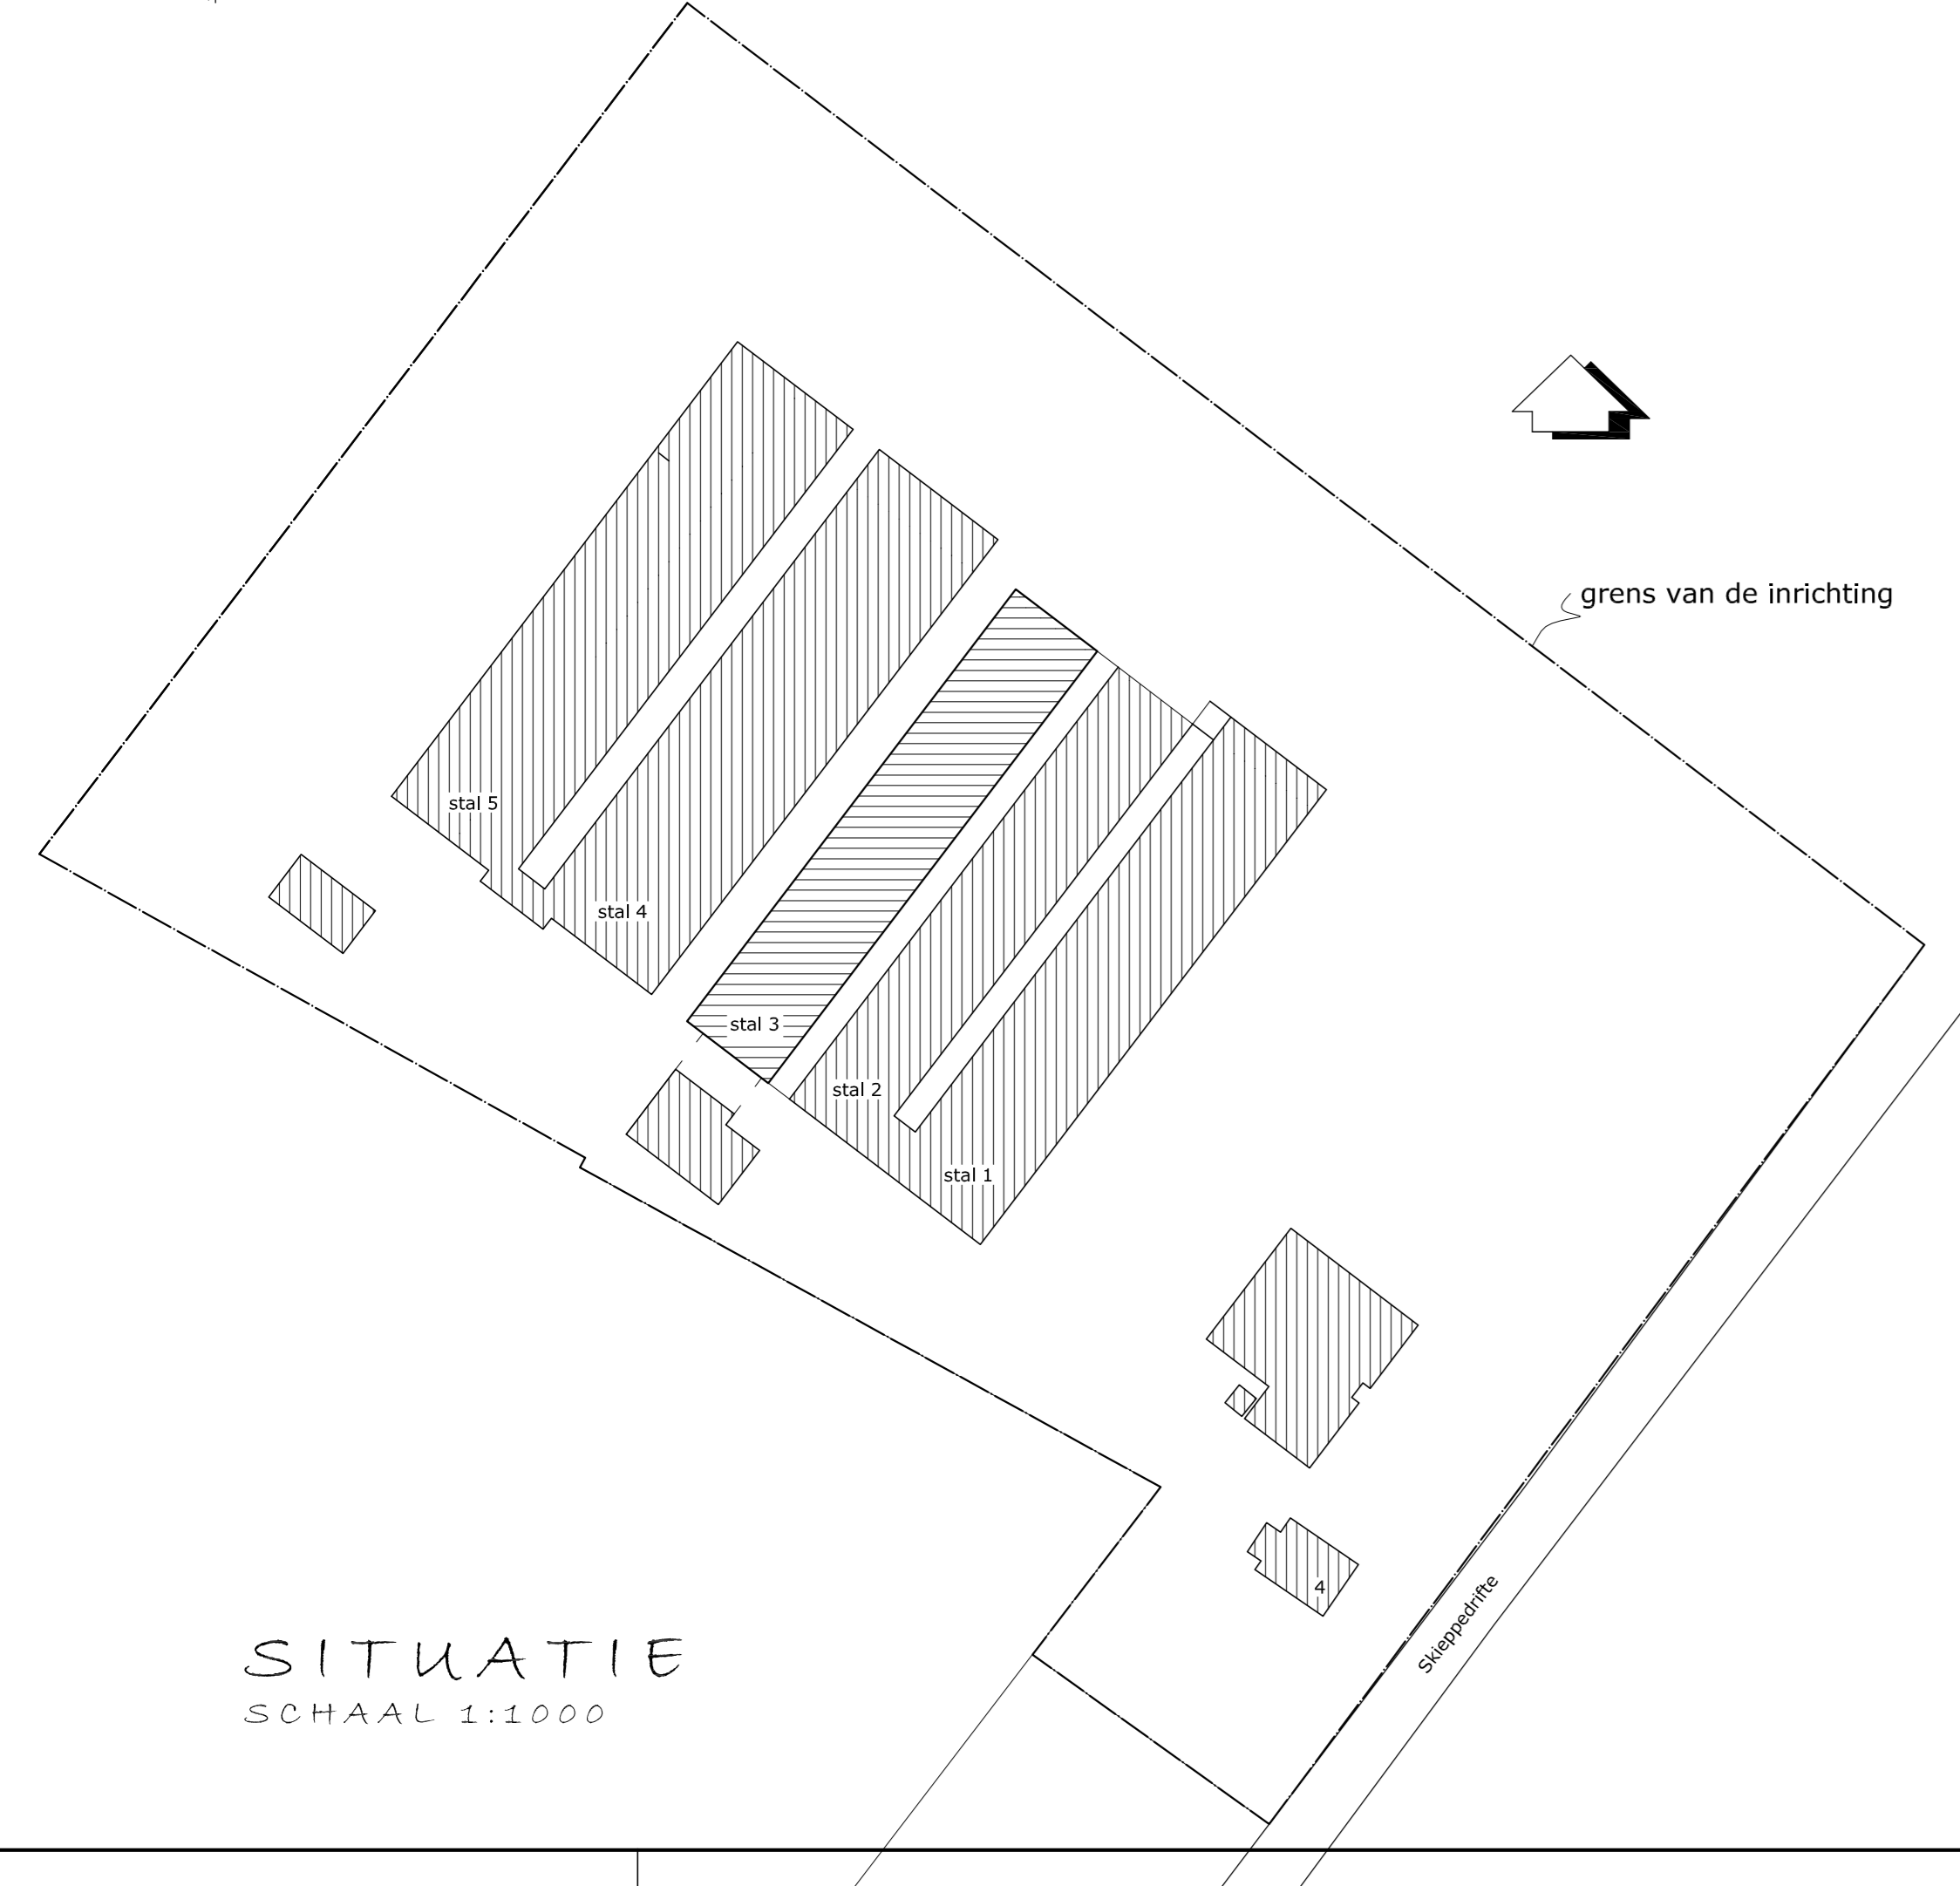 grens van de inrichting
stal 5
stal 4
stal 3
stal 2
stal 1
4
Skieppedrifte
SITUATIE
SCHAAL 1:1000